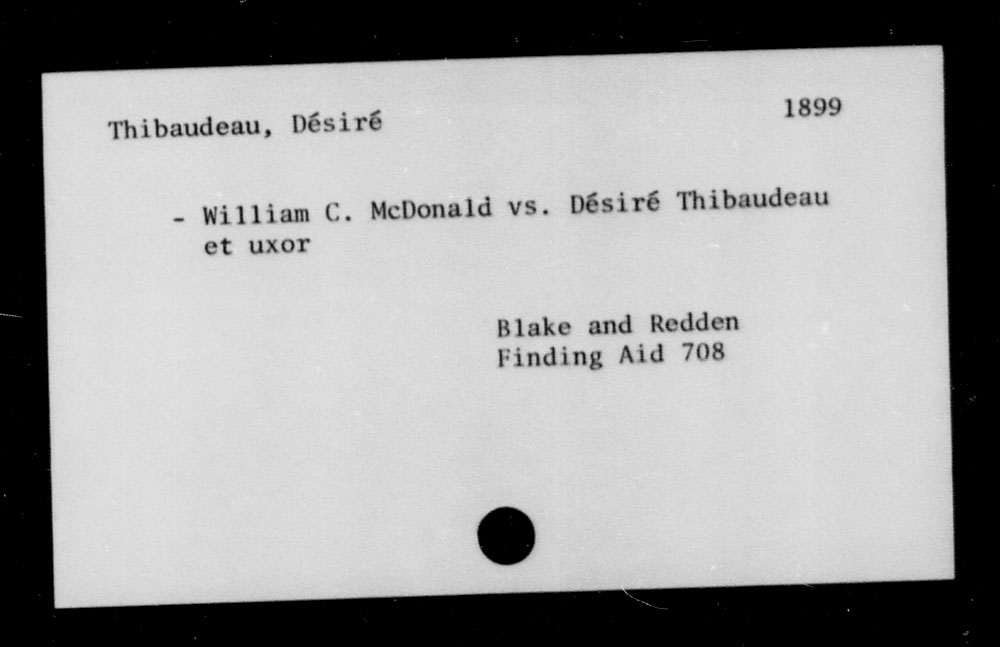 Thibaudeau, Désiré 1899
- William C. McDonald vs. Désiré Thibaudeau
et uxor
Blake and Redden
Finding Aid 708